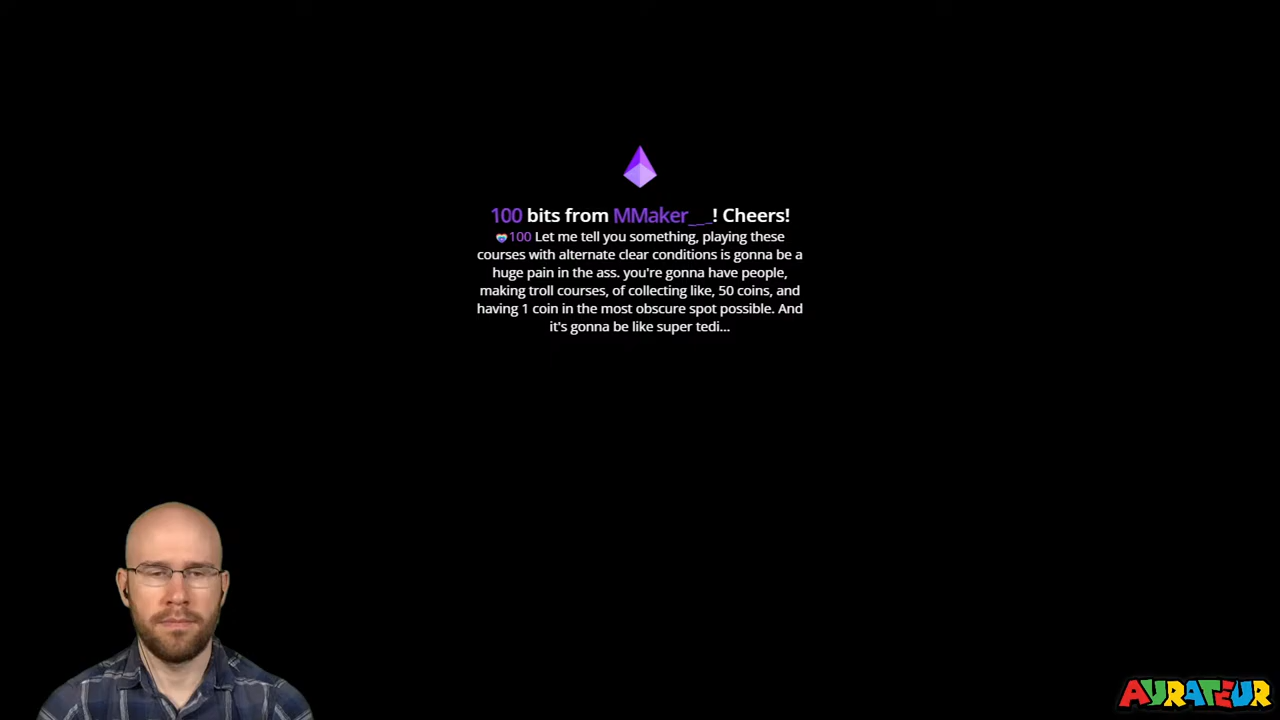 100 bits from MMaker___! Cheers!
100 Let me tell you something, playing these
courses with alternate clear conditions is gonna be a
huge pain in the ass. you're gonna have people,
making troll courses, of collecting like, 50 coins, and
having 1 coin in the most obscure spot possible. And
it's gonna be like super tedi...
AURATEUR